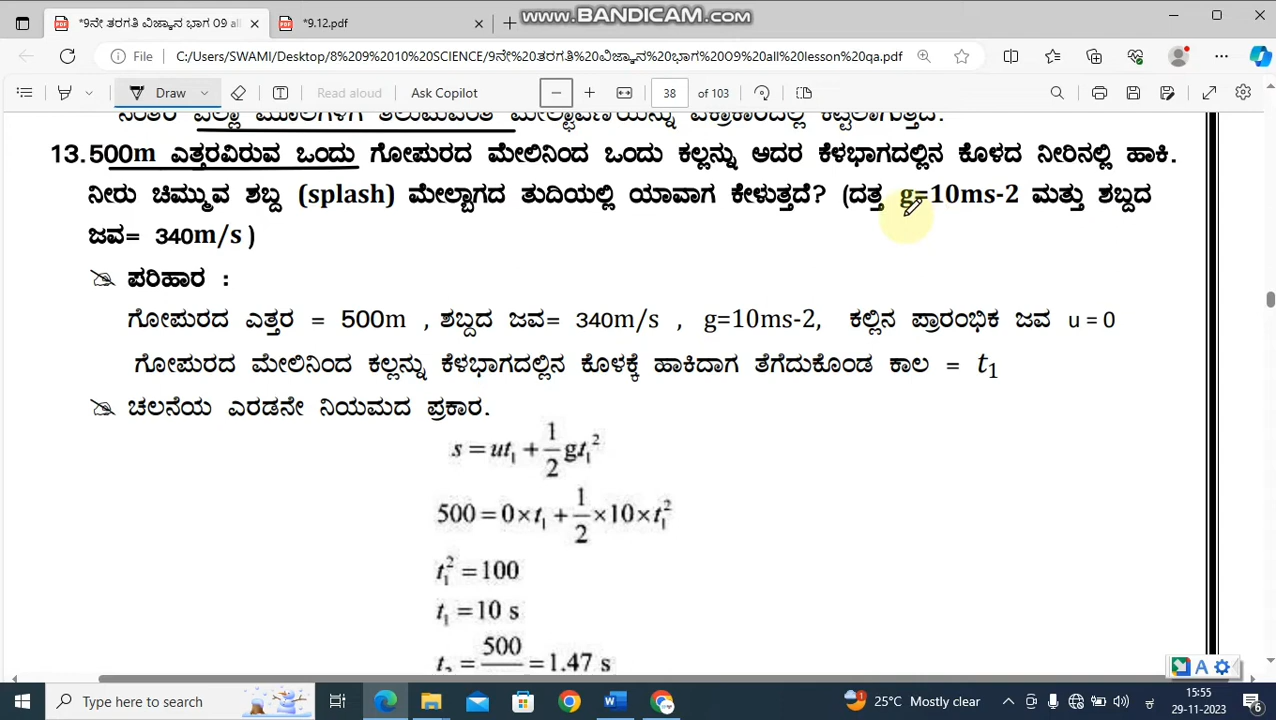 www.BANDICAM.com
*9ನೇ ತರಗತಿ ವಿಜ್ಞಾನ ಭಾಗ 09 all
*9.12.pdf
File
C:/Users/SWAMI/Desktop/8%209%2010%20SCIENCE/9ನೇ%20ತರಗತಿ%20ವಿಜ್ಞಾನ%20ಭಾಗ%20O9%20all%20lesson%20qa.pdf
Draw
Read aloud
Ask Copilot
38 of 103
13. 500m ಎತ್ತರವಿರುವ ಒಂದು ಗೋಪುರದ ಮೇಲಿನಿಂದ ಒಂದು ಕಲ್ಲನ್ನು ಆದರ ಕೆಳಭಾಗದಲ್ಲಿನ ಕೊಳದ ನೀರಿನಲ್ಲಿ ಹಾಕಿ.
ನೀರು ಚಿಮ್ಮುವ ಶಬ್ದ (splash) ಮೇಲ್ಭಾಗದ ತುದಿಯಲ್ಲಿ ಯಾವಾಗ ಕೇಳುತ್ತದೆ? (ದತ್ತ g=10ms-2 ಮತ್ತು ಶಬ್ದದ
ಜವ= 340m/s )
ಪರಿಹಾರ :
ಗೋಪುರದ ಎತ್ತರ = 500m , ಶಬ್ದದ ಜವ= 340m/s , g=10ms-2, ಕಲ್ಲಿನ ಪ್ರಾರಂಭಿಕ ಜವ u = 0
ಗೋಪುರದ ಮೇಲಿನಿಂದ ಕಲ್ಲನ್ನು ಕೆಳಭಾಗದಲ್ಲಿನ ಕೊಳಕ್ಕೆ ಹಾಕಿದಾಗ ತೆಗೆದುಕೊಂಡ ಕಾಲ = t₁
ಚಲನೆಯ ಎರಡನೇ ನಿಯಮದ ಪ್ರಕಾರ.
s = ut₁ + 1/2 gt₁²
500 = 0 × t₁ + 1/2 × 10 × t₁²
t₁² = 100
t₁ = 10 s
t₂ = 500 = 1.47 s
Type here to search
25°C Mostly clear
15:55
29-11-2023